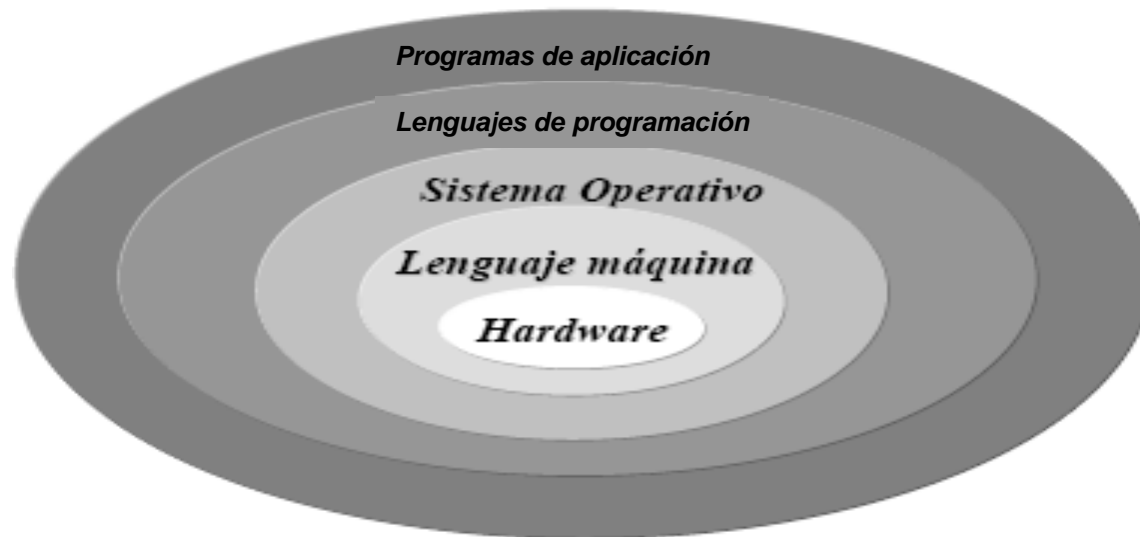 Programas de aplicación
Lenguajes de programación
Sistema Operativo
Lenguaje máquina
Hardware